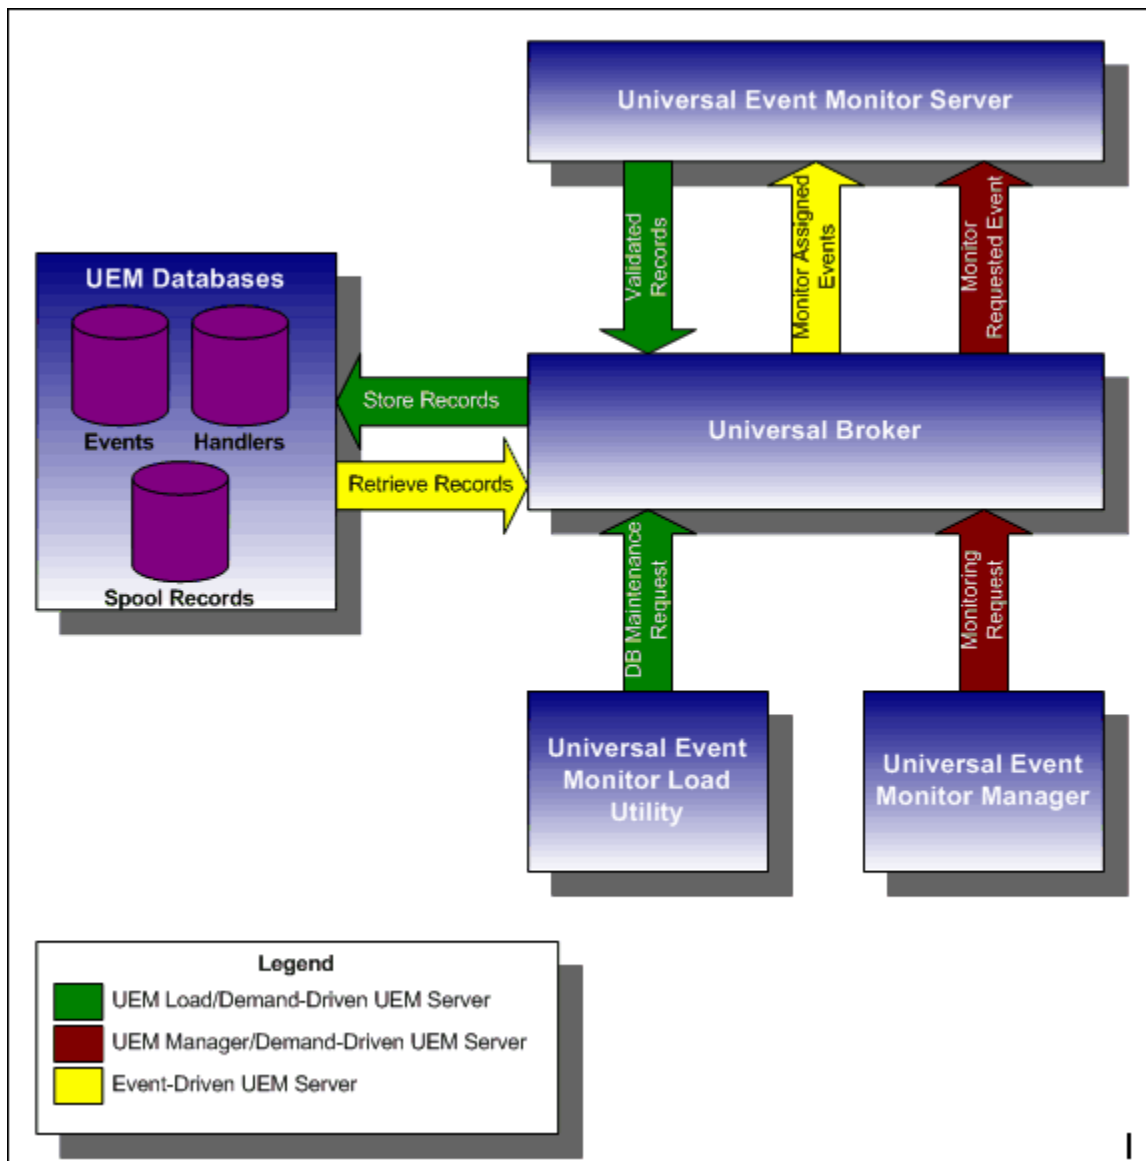 Universal Event Monitor Server
Validated
Records
Monitor Assigned
Events
Monitor
Requested Event
UEM Databases
Events
Handlers
Spool Records
Store Records
Retrieve Records
Universal Broker
DB Maintenance
Request
Monitoring
Request
Universal Event
Monitor Load
Utility
Universal Event
Monitor Manager
Legend
UEM Load/Demand-Driven UEM Server
UEM Manager/Demand-Driven UEM Server
Event-Driven UEM Server